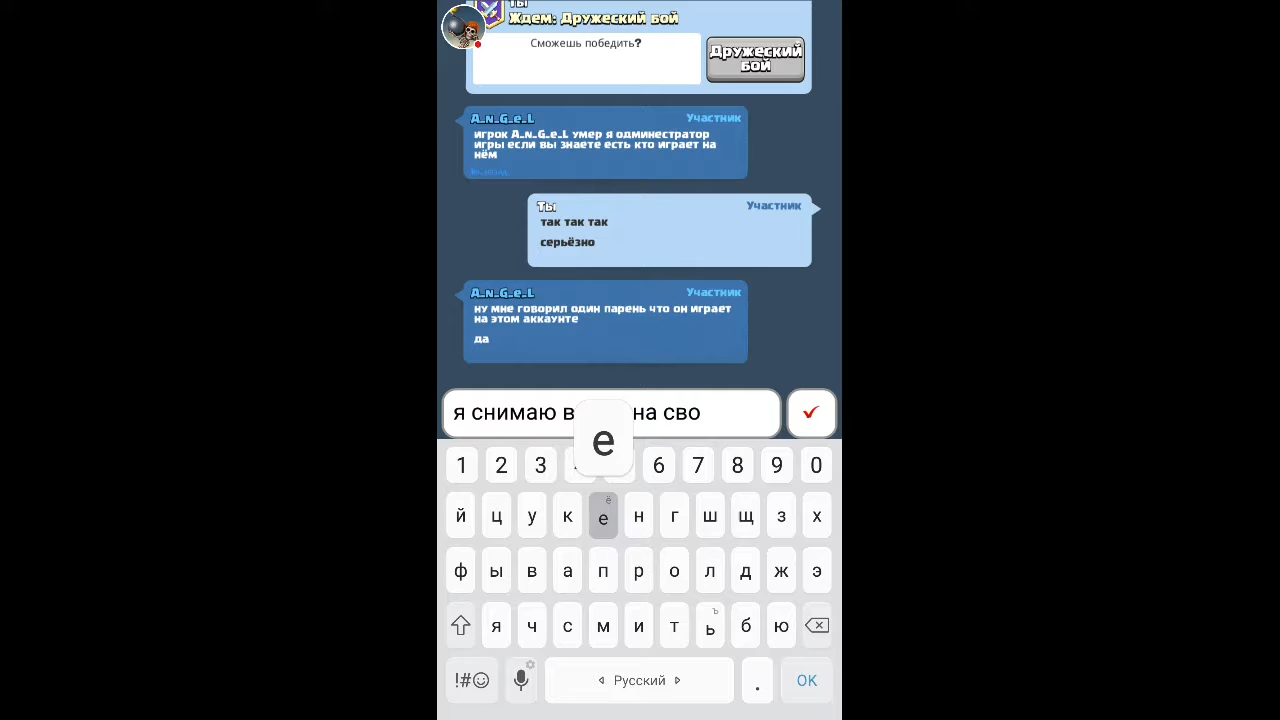 Ты
Ждем: Дружеский бой
Сможешь победить?
Дружеский
бой
A_n_G_e_L
Участник
игрок A_n_G_e_L умер я одминестратор
игры если вы знаете есть кто играет на
нём
Ты
Участник
так так так
серьёзно
A_n_G_e_L
Участник
ну мне говорил один парень что он играет
на этом аккаунте
да
я снимаю в на сво
е
1 2 3 6 7 8 9 0
ё
й ц у к е н г ш щ з х
ф ы в а п р о л д ж э
ъ
я ч с м и т ь б ю
!#☺ Русский . OK